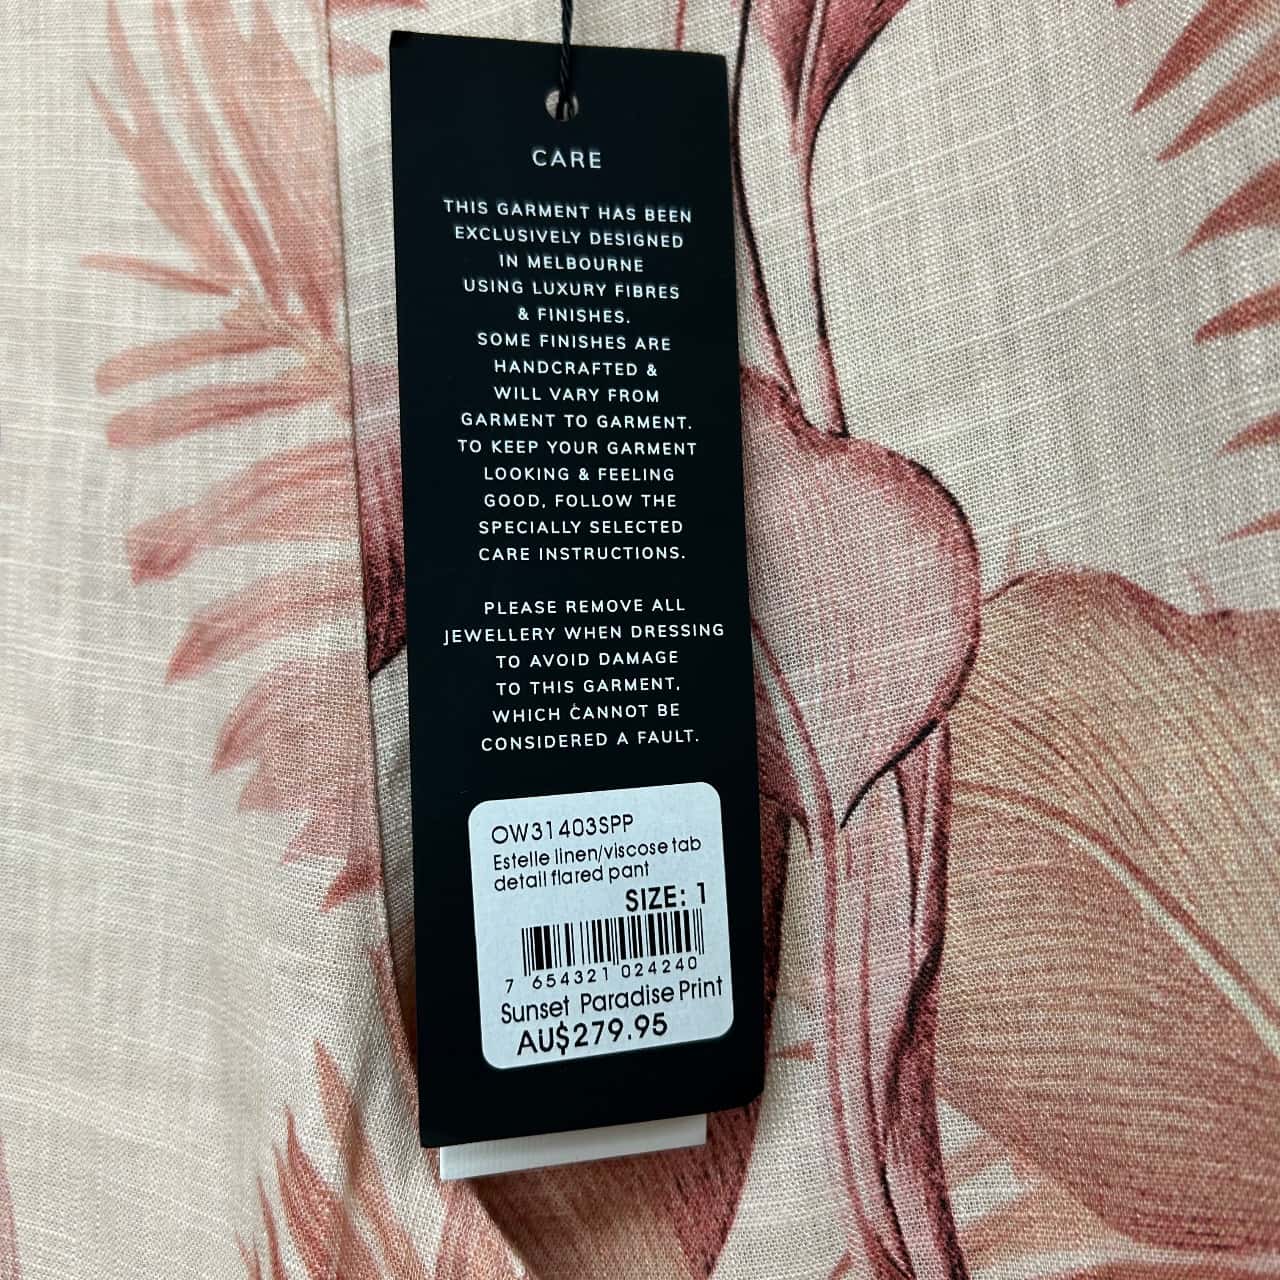 CARE
THIS GARMENT HAS BEEN
EXCLUSIVELY DESIGNED
IN MELBOURNE
USING LUXURY FIBRES
& FINISHES.
SOME FINISHES ARE
HANDCRAFTED &
WILL VARY FROM
GARMENT TO GARMENT.
TO KEEP YOUR GARMENT
LOOKING & FEELING
GOOD, FOLLOW THE
SPECIALLY SELECTED
CARE INSTRUCTIONS.
PLEASE REMOVE ALL
JEWELLERY WHEN DRESSING
TO AVOID DAMAGE
TO THIS GARMENT,
WHICH CANNOT BE
CONSIDERED A FAULT.
OW31403SPP
Estelle linen/viscose tab
detail flared pant
SIZE: 1
7 654321 024240
Sunset Paradise Print
AU$279.95